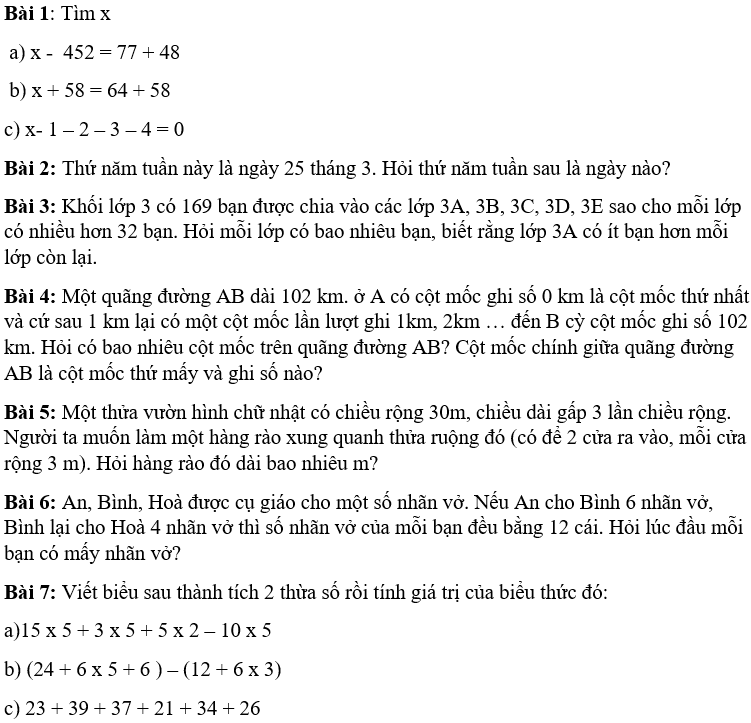 Bài 1: Tìm x
a) x - 452 = 77 + 48
b) x + 58 = 64 + 58
c) x- 1 – 2 – 3 – 4 = 0
Bài 2: Thứ năm tuần này là ngày 25 tháng 3. Hỏi thứ năm tuần sau là ngày nào?
Bài 3: Khối lớp 3 có 169 bạn được chia vào các lớp 3A, 3B, 3C, 3D, 3E sao cho mỗi lớp
có nhiều hơn 32 bạn. Hỏi mỗi lớp có bao nhiêu bạn, biết rằng lớp 3A có ít bạn hơn mỗi
lớp còn lại.
Bài 4: Một quãng đường AB dài 102 km. ở A có cột mốc ghi số 0 km là cột mốc thứ nhất
và cứ sau 1 km lại có một cột mốc lần lượt ghi 1km, 2km … đến B cỳ cột mốc ghi số 102
km. Hỏi có bao nhiêu cột mốc trên quãng đường AB? Cột mốc chính giữa quãng đường
AB là cột mốc thứ mấy và ghi số nào?
Bài 5: Một thửa vườn hình chữ nhật có chiều rộng 30m, chiều dài gấp 3 lần chiều rộng.
Người ta muốn làm một hàng rào xung quanh thửa ruộng đó (có để 2 cửa ra vào, mỗi cửa
rộng 3 m). Hỏi hàng rào đó dài bao nhiêu m?
Bài 6: An, Bình, Hoà được cụ giáo cho một số nhãn vở. Nếu An cho Bình 6 nhãn vở,
Bình lại cho Hoà 4 nhãn vở thì số nhãn vở của mỗi bạn đều bằng 12 cái. Hỏi lúc đầu mỗi
bạn có mấy nhãn vở?
Bài 7: Viết biểu sau thành tích 2 thừa số rồi tính giá trị của biểu thức đó:
a)15 x 5 + 3 x 5 + 5 x 2 – 10 x 5
b) (24 + 6 x 5 + 6 ) – (12 + 6 x 3)
c) 23 + 39 + 37 + 21 + 34 + 26